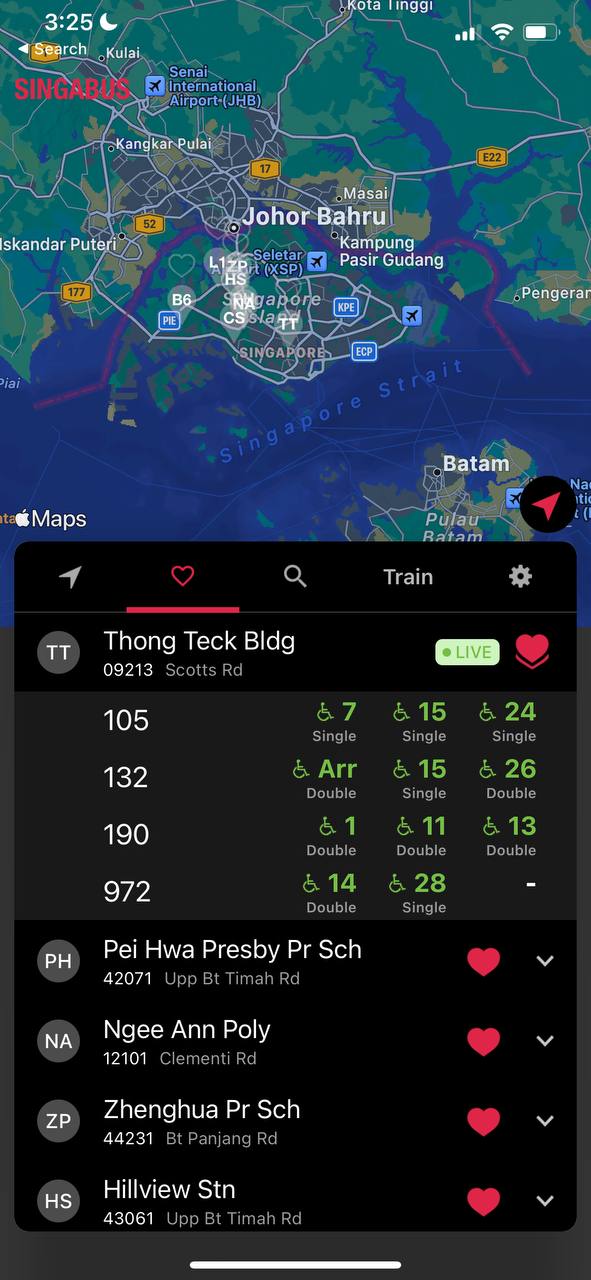 3:25
◀ Search
Kota Tinggi
Kulai
SINGABUS
Senai
International
Airport (JHB)
Kangkar Pulai
17
E22
Masai
52
Johor Bahru
Iskandar Puteri
Kampung
Pasir Gudang
Seletar
(XSP)
L1
ZP
HS
177
Pengeran
B6
NA
Singapore
Island
KPE
PIE
CS
TT
SINGAPORE
ECP
Piai
Singapore Strait
Batam
Maps
Pulau
Batam
Train
TT
Thong Teck Bldg
09213 Scotts Rd
LIVE
105
7
15
24
Single
Single
Single
132
Arr
15
26
Double
Single
Double
190
1
11
13
Double
Double
Double
972
14
28
-
Double
Single
PH
Pei Hwa Presby Pr Sch
42071 Upp Bt Timah Rd
NA
Ngee Ann Poly
12101 Clementi Rd
ZP
Zhenghua Pr Sch
44231 Bt Panjang Rd
HS
Hillview Stn
43061 Upp Bt Timah Rd